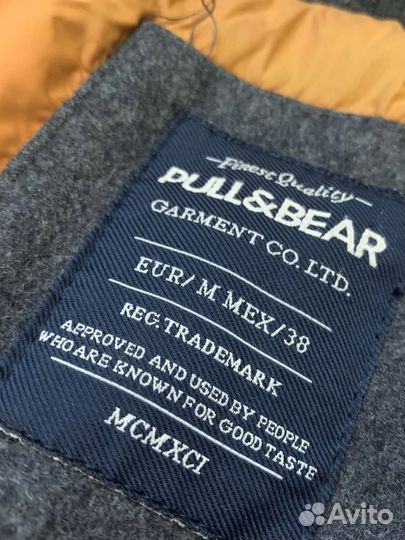 Finest Quality
PULL&BEAR
GARMENT CO. LTD.
EUR/ M MEX/38
REG. TRADEMARK
APPROVED AND USED BY PEOPLE
WHO ARE KNOWN FOR GOOD TASTE
MCMXCI
Avito